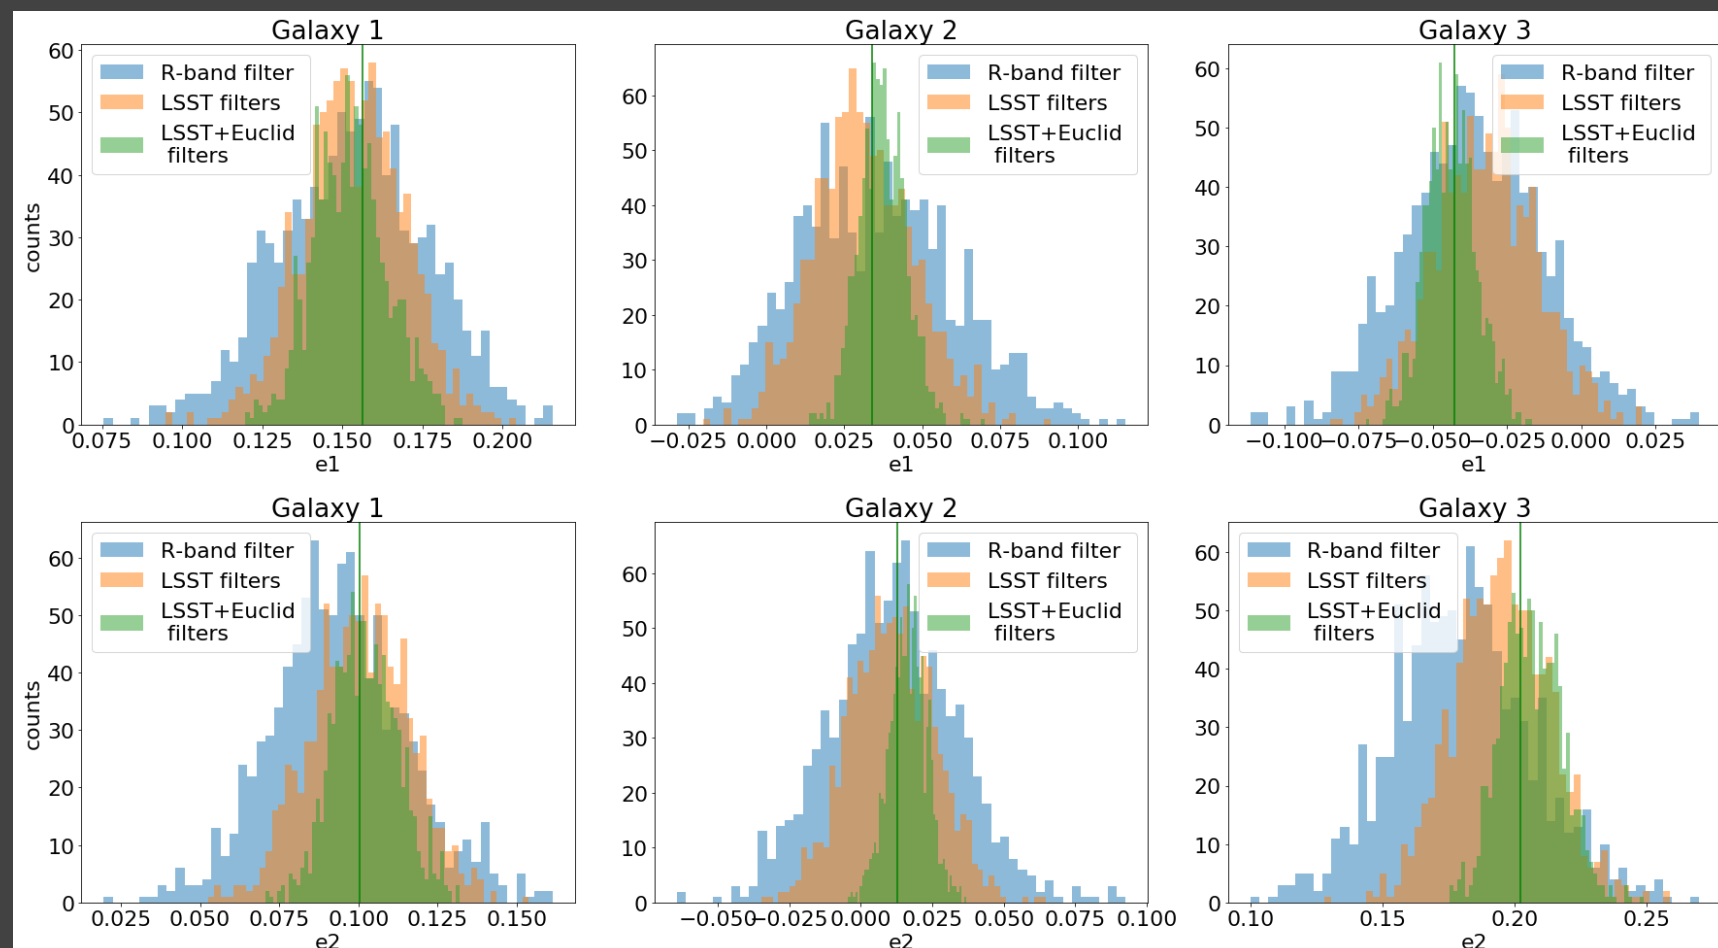 Galaxy 1
60
50
40
30
20
10
0
counts
R-band filter
LSST filters
LSST+Euclid
filters
0.075 0.100 0.125 0.150 0.175 0.200
e1
Galaxy 2
60
50
40
30
20
10
0
R-band filter
LSST filters
LSST+Euclid
filters
−0.025 0.000 0.025 0.050 0.075 0.100
e1
Galaxy 3
60
50
40
30
20
10
0
R-band filter
LSST filters
LSST+Euclid
filters
−0.100 −0.075 −0.050 −0.025 0.000 0.025
e1
Galaxy 1
60
50
40
30
20
10
0
counts
R-band filter
LSST filters
LSST+Euclid
filters
0.025 0.050 0.075 0.100 0.125 0.150
e2
Galaxy 2
60
50
40
30
20
10
0
R-band filter
LSST filters
LSST+Euclid
filters
−0.050 −0.025 0.000 0.025 0.050 0.075 0.100
e2
Galaxy 3
60
50
40
30
20
10
0
R-band filter
LSST filters
LSST+Euclid
filters
0.10 0.15 0.20 0.25
e2